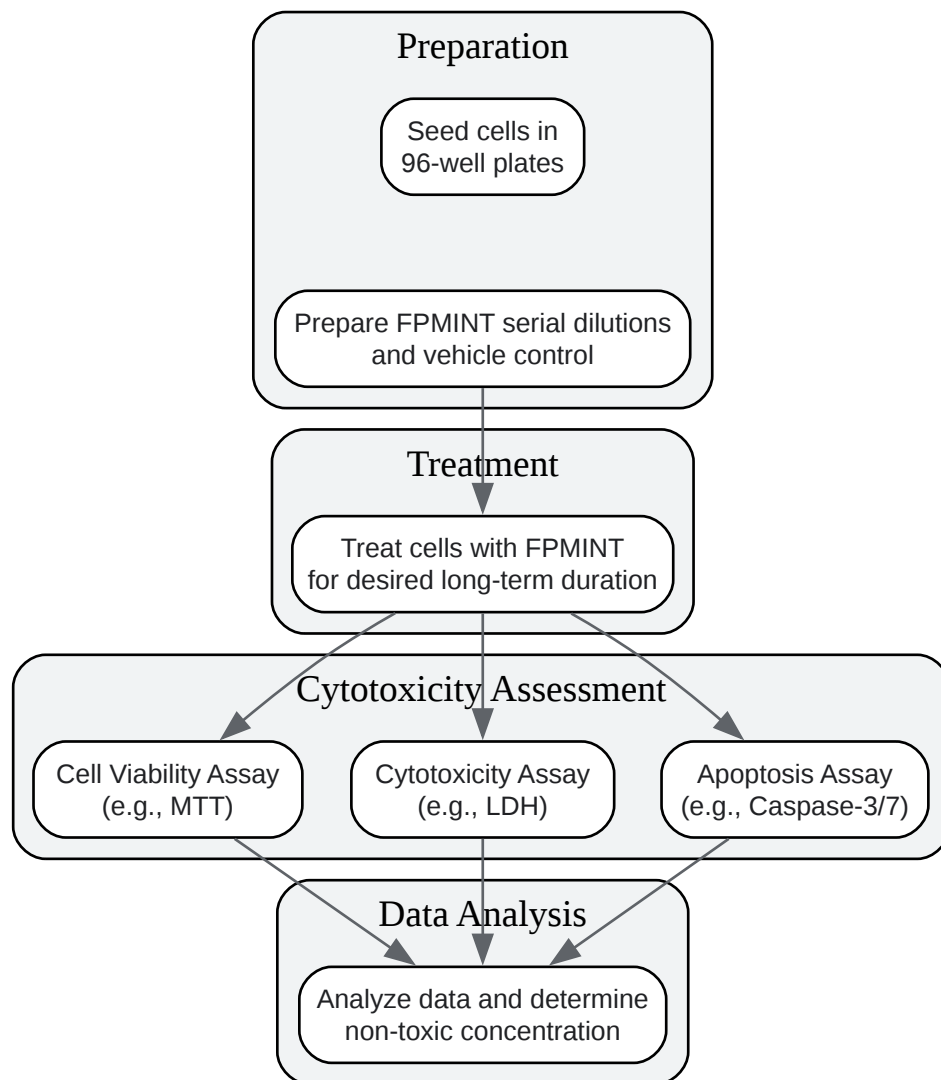 Preparation
Seed cells in
96-well plates
Prepare FPMINT serial dilutions
and vehicle control
Treatment
Treat cells with FPMINT
for desired long-term duration
Cytotoxicity Assessment
Cell Viability Assay
(e.g., MTT)
Cytotoxicity Assay
(e.g., LDH)
Apoptosis Assay
(e.g., Caspase-3/7)
Data Analysis
Analyze data and determine
non-toxic concentration